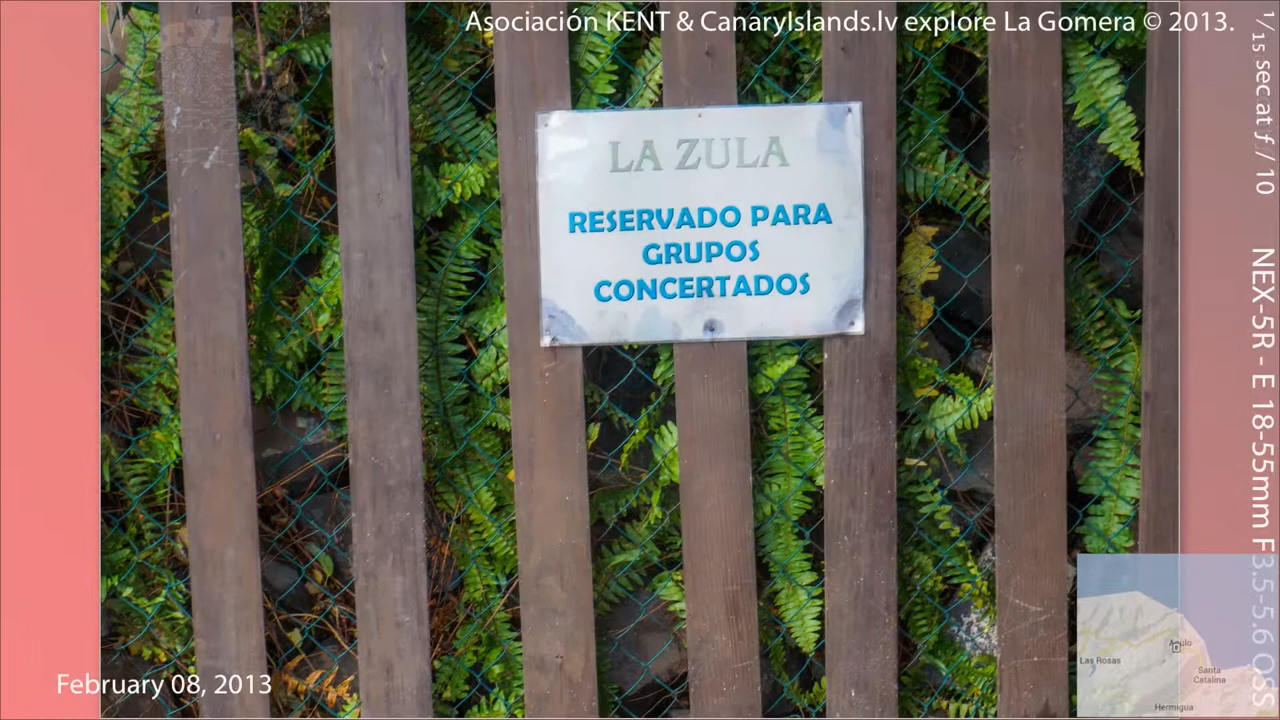 Asociación KENT & CanaryIslands.lv explore La Gomera © 2013.
1/15 sec at ƒ / 10
NEX-5R - E 18-55mm F3.5-5.6 OSS
LA ZULA
RESERVADO PARA
GRUPOS
CONCERTADOS
Agulo
Las Rosas
Santa
Catalina
Hermigua
February 08, 2013